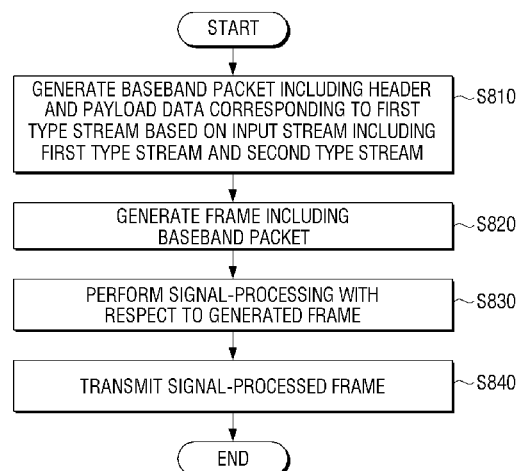 START
GENERATE BASEBAND PACKET INCLUDING HEADER
AND PAYLOAD DATA CORRESPONDING TO FIRST
TYPE STREAM BASED ON INPUT STREAM INCLUDING
FIRST TYPE STREAM AND SECOND TYPE STREAM
S810
GENERATE FRAME INCLUDING
BASEBAND PACKET
S820
PERFORM SIGNAL-PROCESSING WITH
RESPECT TO GENERATED FRAME
S830
TRANSMIT SIGNAL-PROCESSED FRAME
S840
END